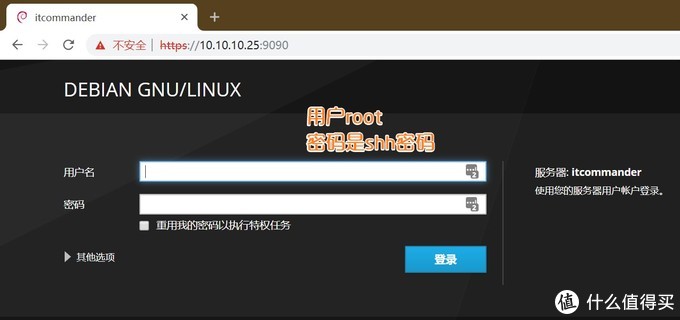 itcommander
不安全 | https://10.10.10.25:9090
DEBIAN GNU/LINUX
用户root
密码是shh密码
用户名
服务器: itcommander
使用您的服务器用户帐户登录。
密码
重用我的密码以执行特权任务
其他选项
登录
值 什么值得买